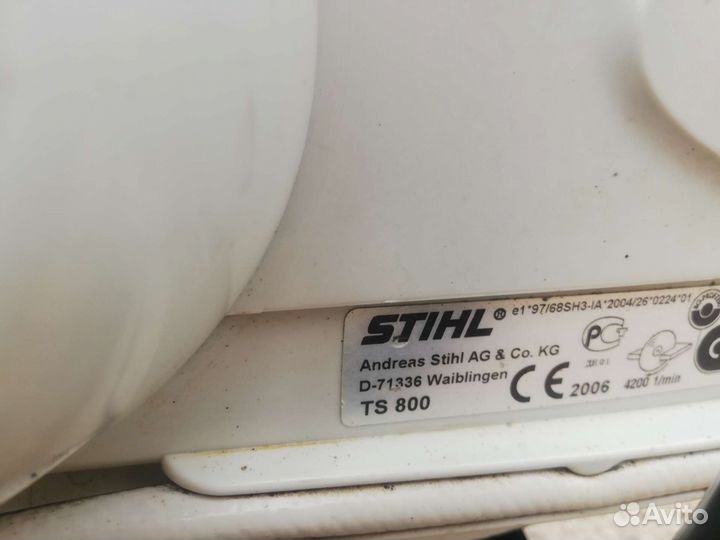 STIHL® e1*97/68SH3-IA*2004/26*0224*01
Andreas Stihl AG & Co. KG
D-71336 Waiblingen
TS 800
CE 2006
4200 1/min
Avito